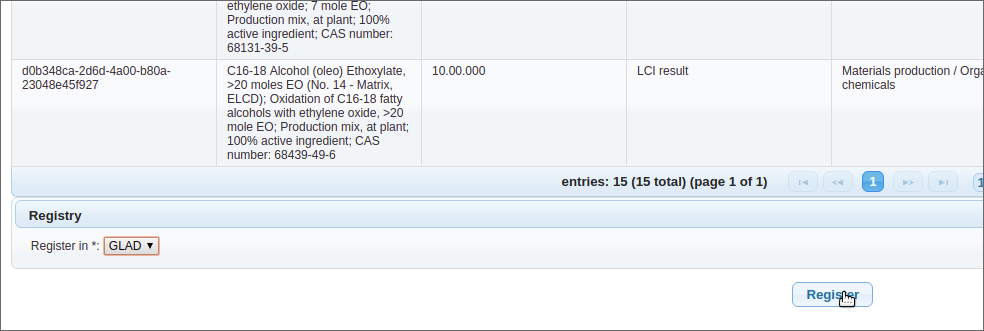 ethylene oxide; 7 mole EO;
Production mix, at plant; 100%
active ingredient; CAS number:
68131-39-5
d0b348ca-2d6d-4a00-b80a-
23048e45f927
C16-18 Alcohol (oleo) Ethoxylate,
>20 moles EO (No. 14 - Matrix,
ELCD); Oxidation of C16-18 fatty
alcohols with ethylene oxide, >20
mole EO; Production mix, at plant;
100% active ingredient; CAS
number: 68439-49-6
10.00.000
LCI result
Materials production / Orga
chemicals
entries: 15 (15 total) (page 1 of 1)
1
1
Registry
Register in *: GLAD
Register